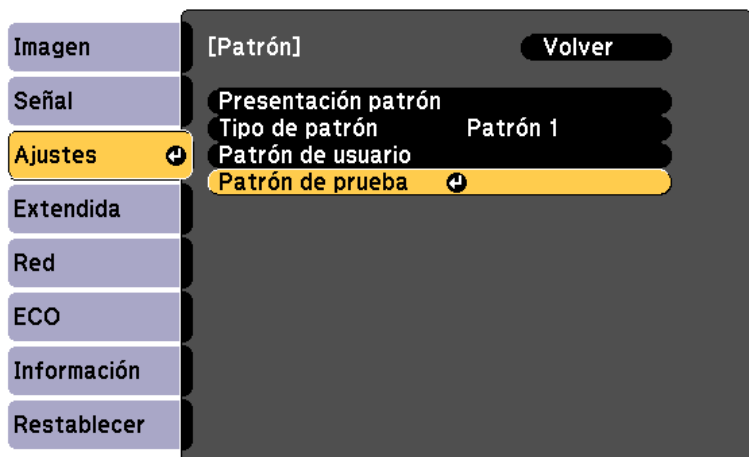 Imagen
Señal
Ajustes
Extendida
Red
ECO
Información
Restablecer
[Patrón] Volver
Presentación patrón
Tipo de patrón Patrón 1
Patrón de usuario
Patrón de prueba